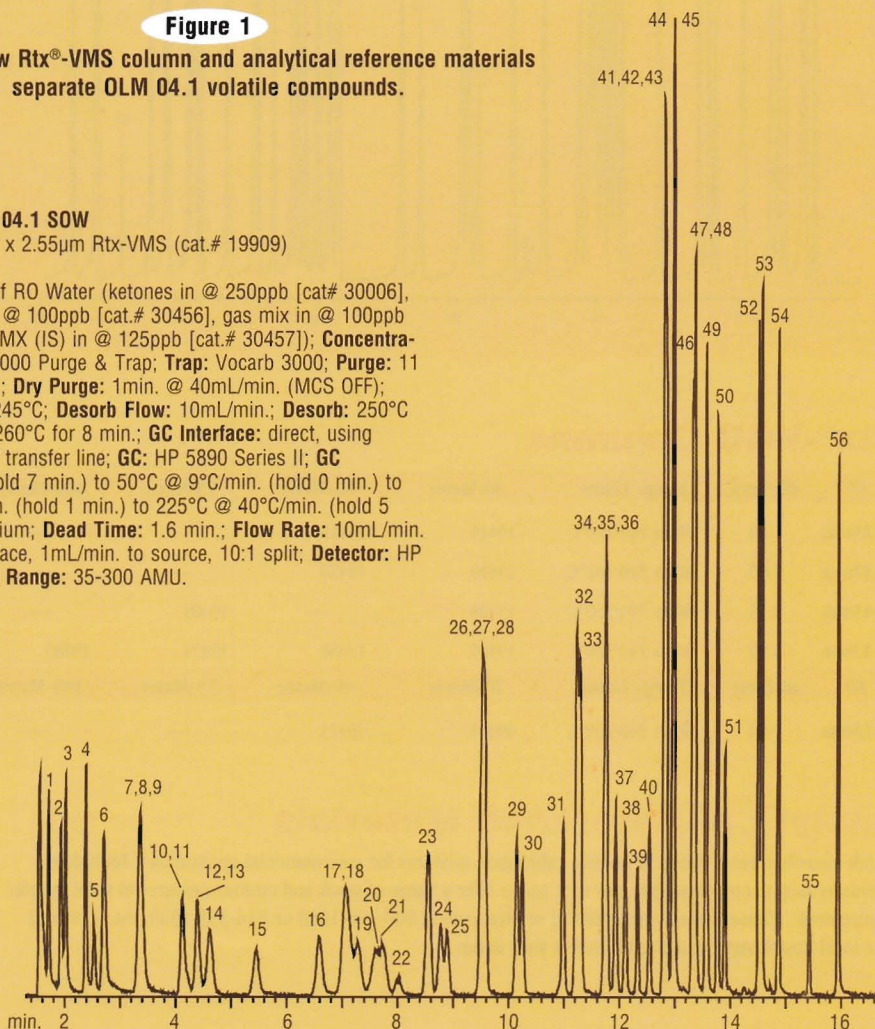 Figure 1
w Rtx®-VMS column and analytical reference materials
separate OLM 04.1 volatile compounds.
04.1 SOW
x 2.55µm Rtx-VMS (cat.# 19909)
f RO Water (ketones in @ 250ppb [cat# 30006],
@ 100ppb [cat.# 30456], gas mix in @ 100ppb
MX (IS) in @ 125ppb [cat.# 30457]); Concentra-
000 Purge & Trap; Trap: Vocarb 3000; Purge: 11
; Dry Purge: 1min. @ 40mL/min. (MCS OFF);
245°C; Desorb Flow: 10mL/min.; Desorb: 250°C
260°C for 8 min.; GC Interface: direct, using
transfer line; GC: HP 5890 Series II; GC
old 7 min.) to 50°C @ 9°C/min. (hold 0 min.) to
n. (hold 1 min.) to 225°C @ 40°C/min. (hold 5
ium; Dead Time: 1.6 min.; Flow Rate: 10mL/min.
ace, 1mL/min. to source, 10:1 split; Detector: HP
Range: 35-300 AMU.
44 45
41,42,43
47,48
53
52
54
46 49
50
56
34,35,36
32
33
26,27,28
51
3 4
1
2
7,8,9
6
5
37
40
38
39
29
31
30
23
10,11
12,13
14
15
16
17,18
19
20
21
22
24
25
55
min. 2 4 6 8 10 12 14 16